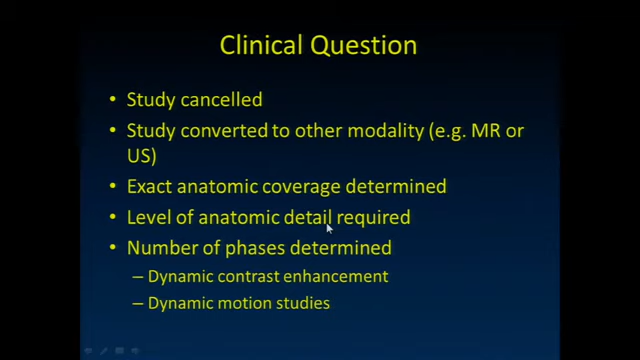 Clinical Question
• Study cancelled
• Study converted to other modality (e.g. MR or
US)
• Exact anatomic coverage determined
• Level of anatomic detail required
• Number of phases determined
– Dynamic contrast enhancement
– Dynamic motion studies